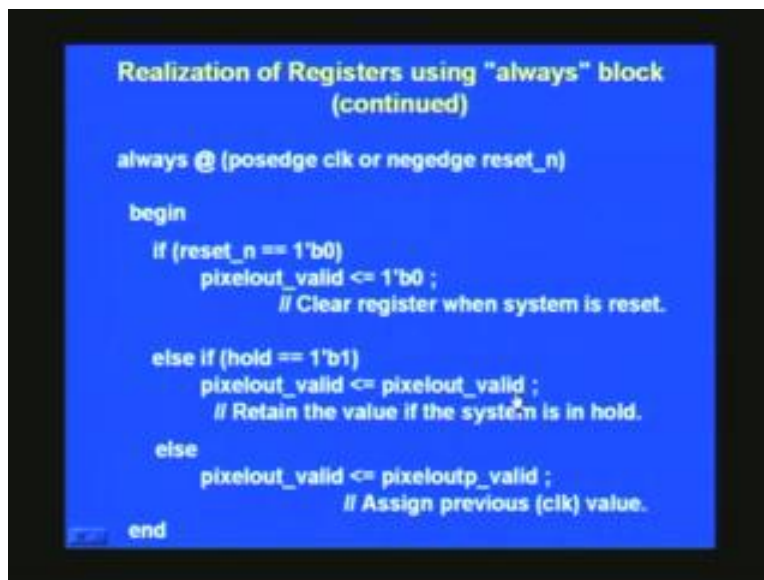 Realization of Registers using "always" block
(continued)
always @ (posedge clk or negedge reset_n)
begin
if (reset_n == 1'b0)
pixelout_valid <= 1'b0 ;
// Clear register when system is reset.
else if (hold == 1'b1)
pixelout_valid <= pixelout_valid ;
// Retain the value if the system is in hold.
else
pixelout_valid <= pixeloutp_valid ;
// Assign previous (clk) value.
end